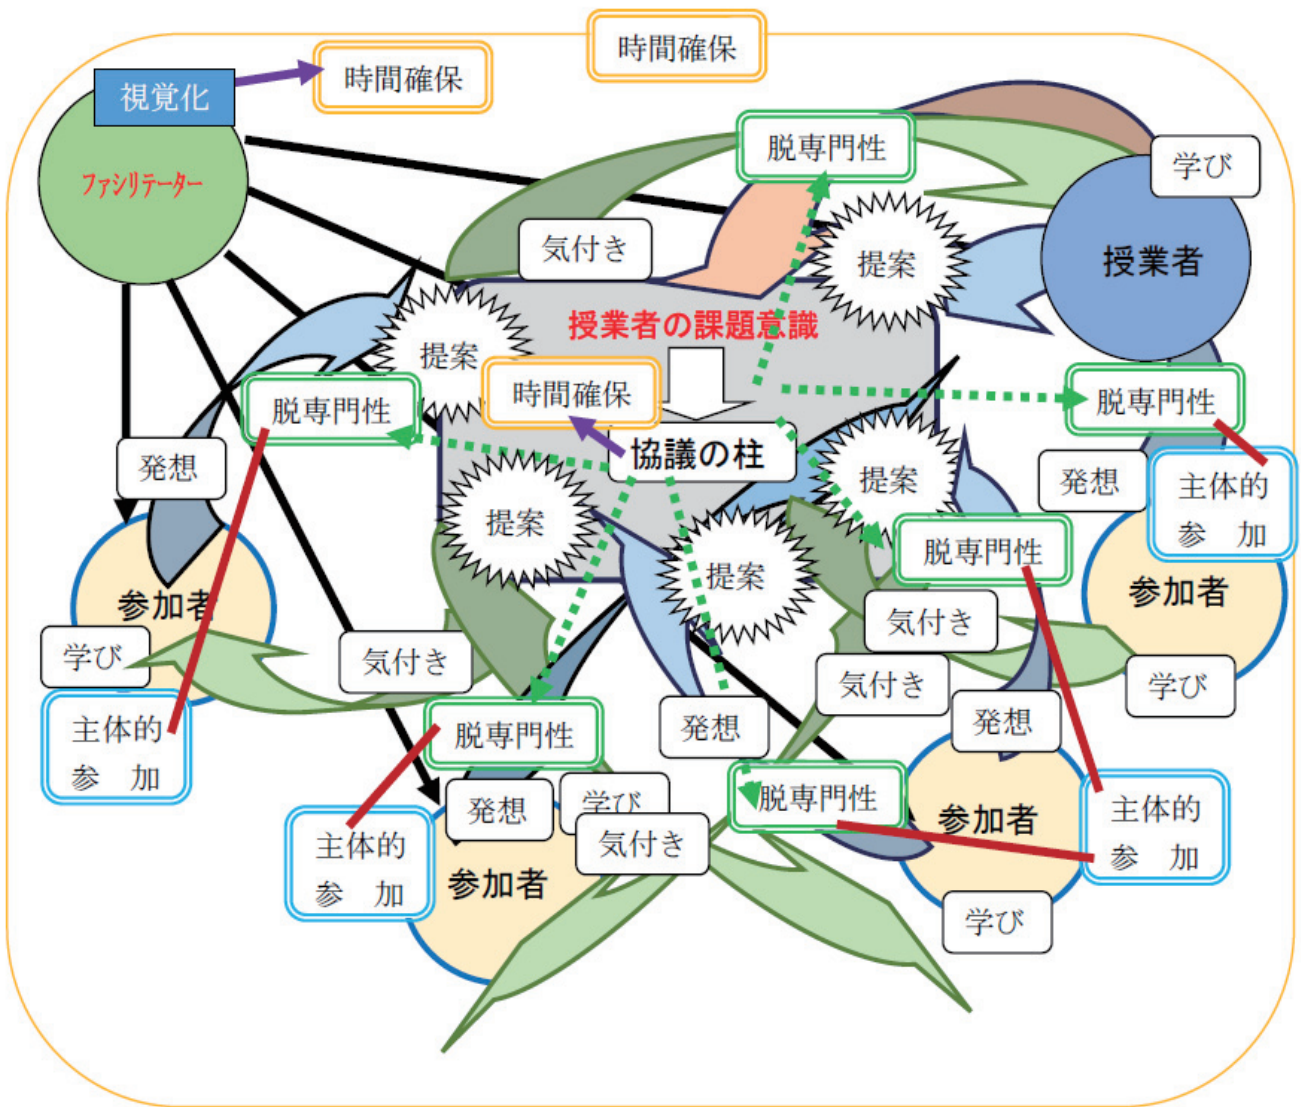 時間確保
視覚化
時間確保
ファシリテーター
脱専門性
学び
気付き
提案
授業者
授業者の課題意識
提案
時間確保
脱専門性
脱専門性
協議の柱
発想
提案
発想
主体的
参　加
提案
脱専門性
提案
参加者
参加者
学び
気付き
気付き
気付き
学び
主体的
参　加
脱専門性
発想
発想
脱専門性
発想
学び
参加者
主体的
参　加
主体的
参　加
気付き
参加者
学び